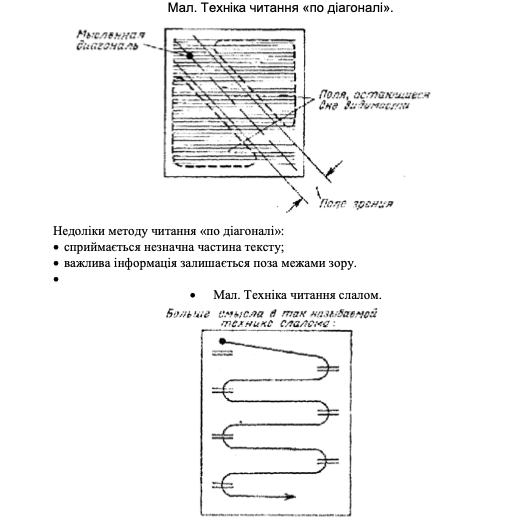 Мал. Техніка читання «по діагоналі».
Мысленная
диагональ
Поля, остающиеся
вне видимости
Поле зрения
Недоліки методу читання «по діагоналі»:
• сприймається незначна частина тексту;
• важлива інформація залишається поза межами зору.
•
• Мал. Техніка читання слалом.
Больше смысла в так называемой
технике слалома: